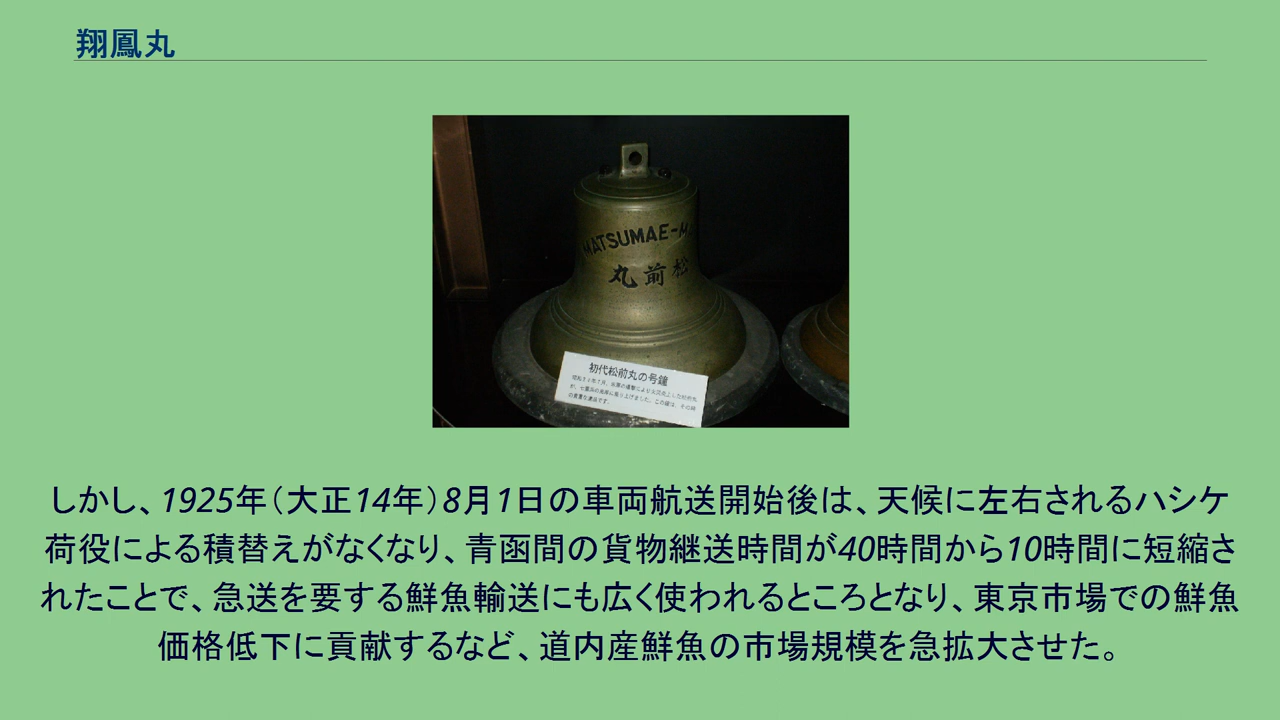 翔鳳丸
MATSUMAE-M
丸前松
初代松前丸の号鐘
しかし、1925年（大正14年）8月1日の車両航送開始後は、天候に左右されるハシケ
荷役による積替えがなくなり、青函間の貨物継送時間が40時間から10時間に短縮さ
れたことで、急送を要する鮮魚輸送にも広く使われるところとなり、東京市場での鮮魚
価格低下に貢献するなど、道内産鮮魚の市場規模を急拡大させた。